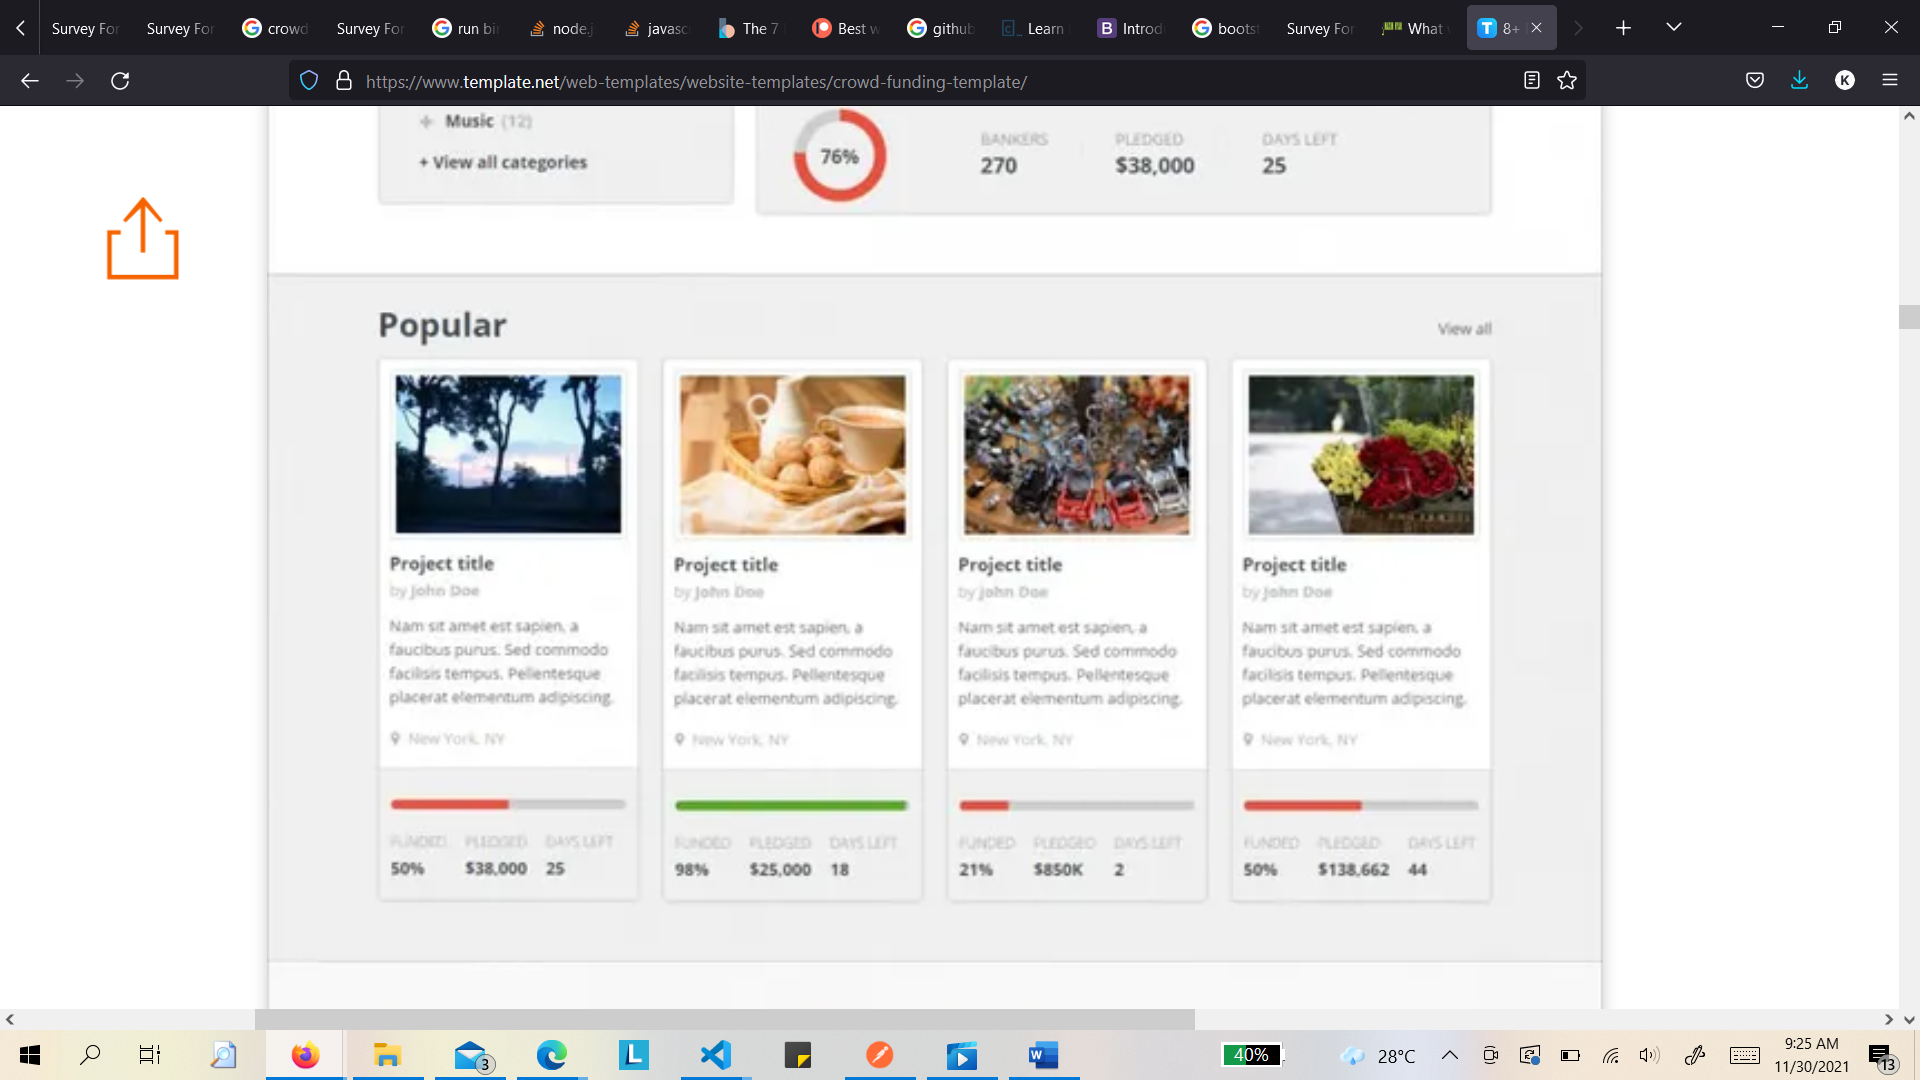 Survey For
Survey For
crowd
Survey For
run bin
node.j
javasc
The 7
Best w
github
Learn
Introd
boots
Survey For
What
8+
https://www.template.net/web-templates/website-templates/crowd-funding-template/
K
Music (12)
+ View all categories
76%
BANKERS PLEDGED DAYS LEFT
270 $38,000 25
Popular
View all
Project title
by John Doe
Nam sit amet est sapien, a
faucibus purus. Sed commodo
facilisis tempus. Pellentesque
placerat elementum adipiscing.
New York, NY
FUNDED PLEDGED DAYS LEFT
50% $38,000 25
Project title
by John Doe
Nam sit amet est sapien, a
faucibus purus. Sed commodo
facilisis tempus. Pellentesque
placerat elementum adipiscing.
New York, NY
FUNDED PLEDGED DAYS LEFT
98% $25,000 18
Project title
by John Doe
Nam sit amet est sapien, a
faucibus purus. Sed commodo
facilisis tempus. Pellentesque
placerat elementum adipiscing.
New York, NY
FUNDED PLEDGED DAYS LEFT
21% $850K 2
Project title
by John Doe
Nam sit amet est sapien, a
faucibus purus. Sed commodo
facilisis tempus. Pellentesque
placerat elementum adipiscing.
New York, NY
FUNDED PLEDGED DAYS LEFT
50% $138,662 44
3
40%
28°C
9:25 AM
11/30/2021
13